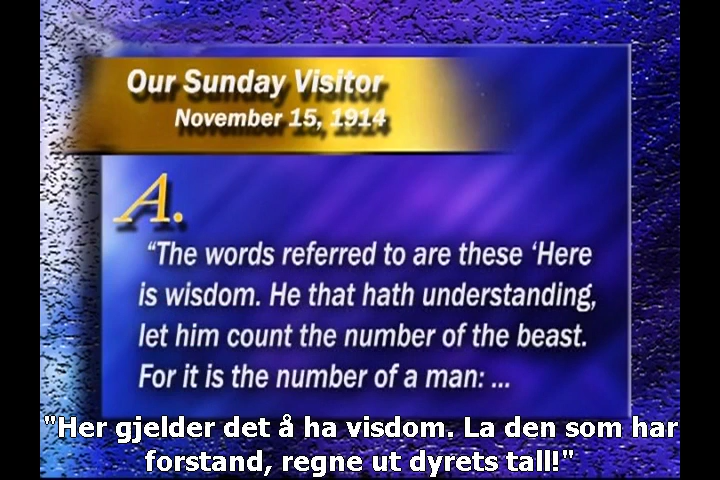 Our Sunday Visitor
November 15, 1914
A.
“The words referred to are these ‘Here
is wisdom. He that hath understanding,
let him count the number of the beast.
For it is the number of a man: ...
"Her gjelder det å ha visdom. La den som har
forstand, regne ut dyrets tall!"